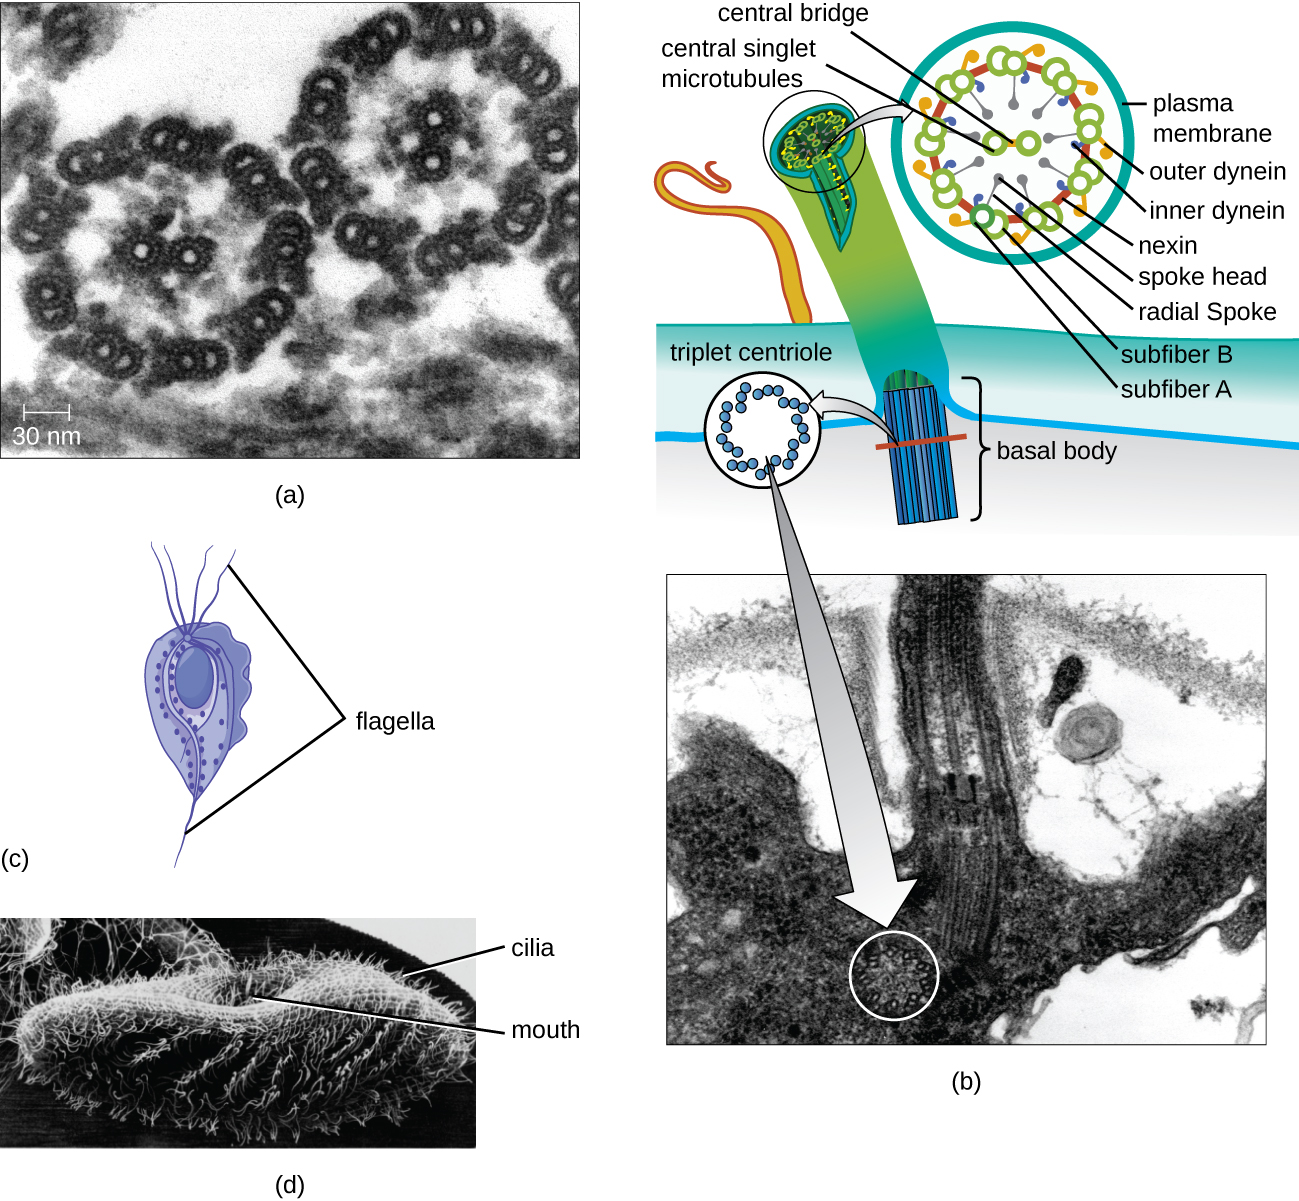 30 nm
(a)
central bridge
central singlet
microtubules
plasma
membrane
outer dynein
inner dynein
nexin
spoke head
radial Spoke
subfiber B
subfiber A
triplet centriole
basal body
(b)
flagella
(c)
cilia
mouth
(d)